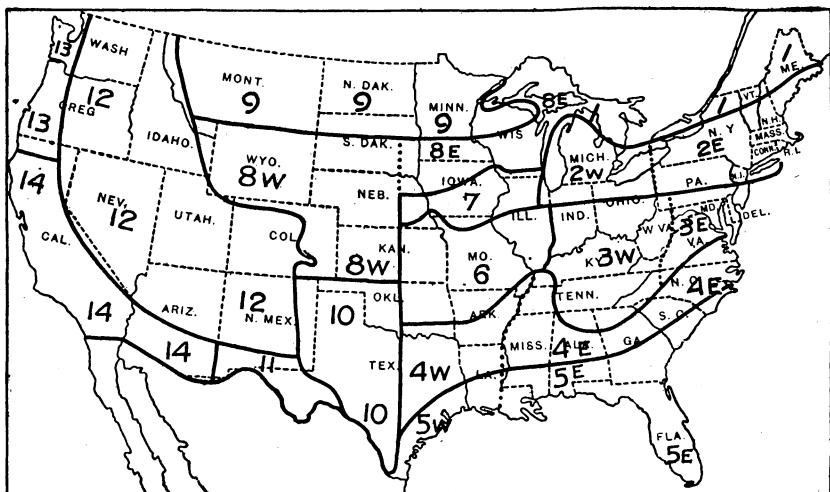 13
WASH
MONT.
9
N. DAK.
9
MINN.
9
8E
1
ME.
1
VT.
1
12
OREG
13
IDAHO.
S. DAK.
8E
WIS
MICH.
2W
N. Y
2E
N.H.
MASS.
CONN.
R.I.
WYO.
8W
NEB.
IOWA.
7
ILL.
IND.
OHIO.
PA.
N.J.
14
NEV.
12
UTAH.
COL.
KAN.
8W
MO.
6
KY.
3W
W VA.
3E
VA.
MD.
DEL.
CAL.
14
ARIZ.
12
N. MEX.
10
OKL.
ARK.
TENN.
N. C.
4E
S. C.
14
11
TEX.
4W
LA.
MISS.
ALA.
4E
GA
10
5W
5E
FLA.
5E